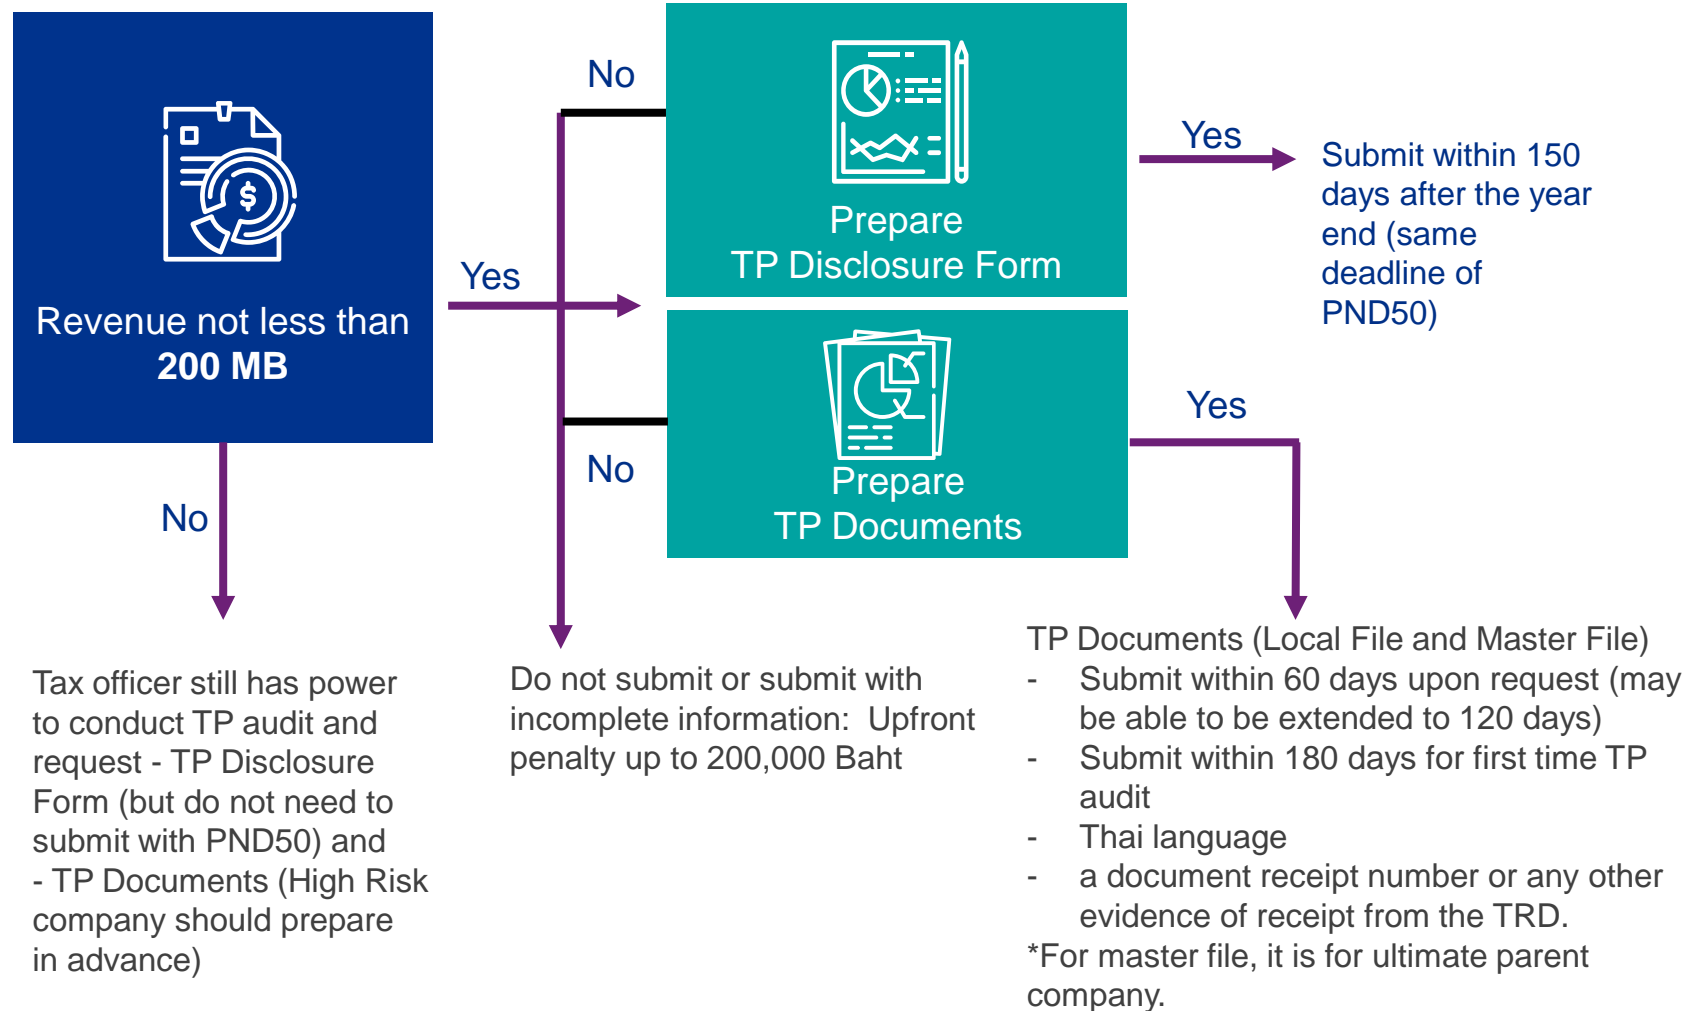 Revenue not less than
200 MB
Yes
No
No
Prepare
TP Disclosure Form
Yes
Submit within 150
days after the year
end (same
deadline of
PND50)
No
Prepare
TP Documents
Yes
Tax officer still has power
to conduct TP audit and
request - TP Disclosure
Form (but do not need to
submit with PND50) and
- TP Documents (High Risk
company should prepare
in advance)
Do not submit or submit with
incomplete information:  Upfront
penalty up to 200,000 Baht
TP Documents (Local File and Master File)
- Submit within 60 days upon request (may
be able to be extended to 120 days)
- Submit within 180 days for first time TP
audit
- Thai language
- a document receipt number or any other
evidence of receipt from the TRD.
*For master file, it is for ultimate parent
company.